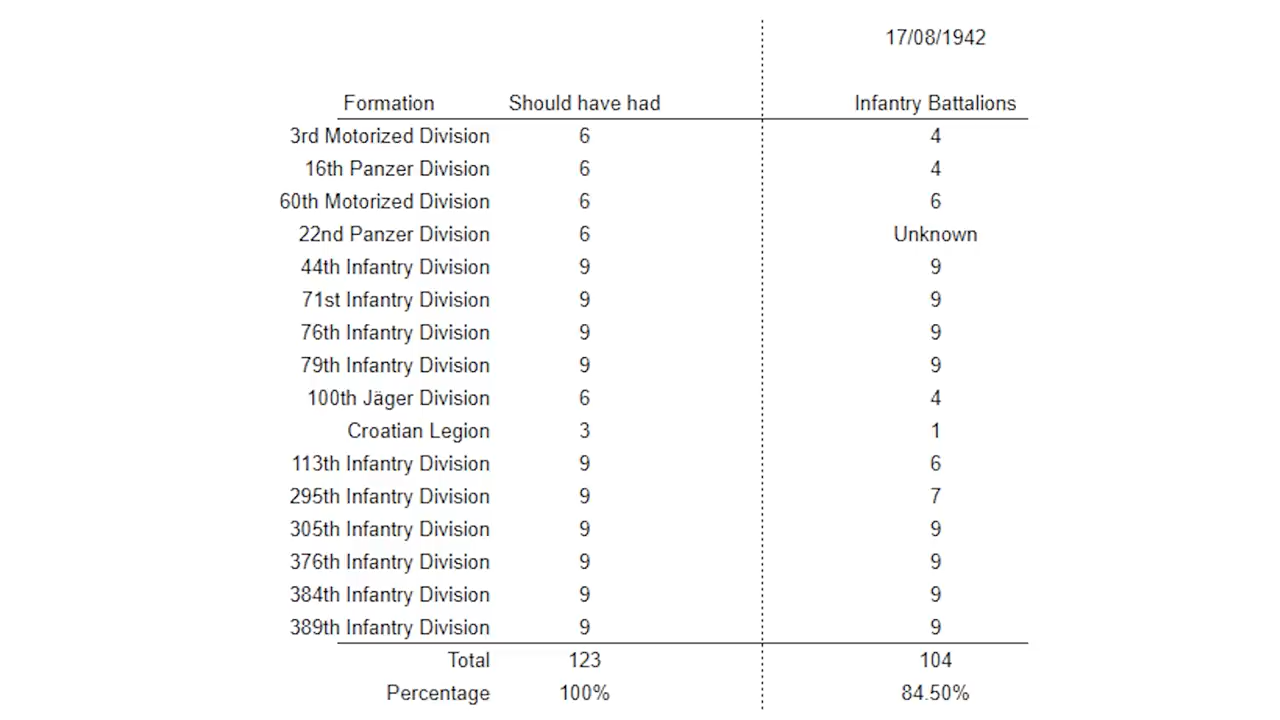 17/08/1942
Formation Should have had Infantry Battalions
3rd Motorized Division 6 4
16th Panzer Division 6 4
60th Motorized Division 6 6
22nd Panzer Division 6 Unknown
44th Infantry Division 9 9
71st Infantry Division 9 9
76th Infantry Division 9 9
79th Infantry Division 9 9
100th Jäger Division 6 4
Croatian Legion 3 1
113th Infantry Division 9 6
295th Infantry Division 9 7
305th Infantry Division 9 9
376th Infantry Division 9 9
384th Infantry Division 9 9
389th Infantry Division 9 9
Total 123 104
Percentage 100% 84.50%